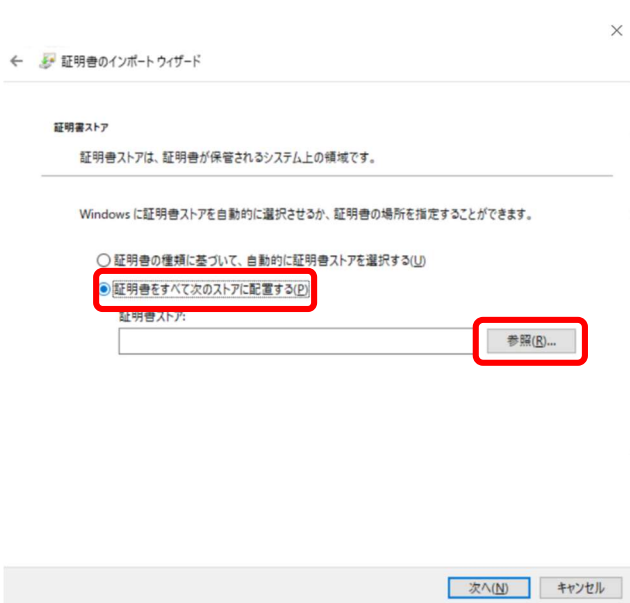 証明書のインポート ウィザード
証明書ストア
証明書ストアは、証明書が保管されるシステム上の領域です。
Windows に証明書ストアを自動的に選択させるか、証明書の場所を指定することができます。
証明書の種類に基づいて、自動的に証明書ストアを選択する(U)
証明書をすべて次のストアに配置する(P)
証明書ストア:
参照(R)...
次へ(N) キャンセル